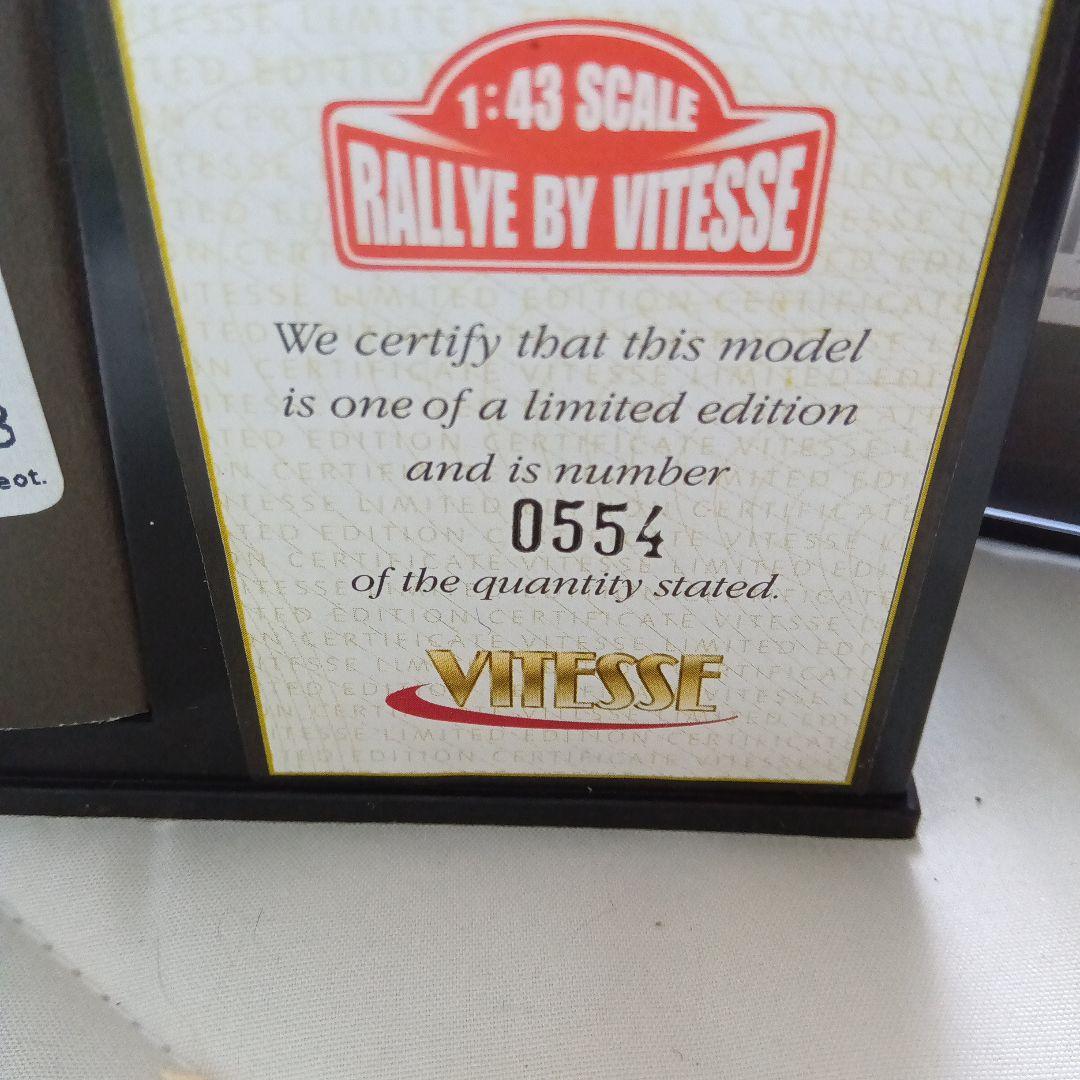 1:43 SCALE
RALLYE BY VITESSE
We certify that this model
is one of a limited edition
and is number
0554
of the quantity stated.
VITESSE